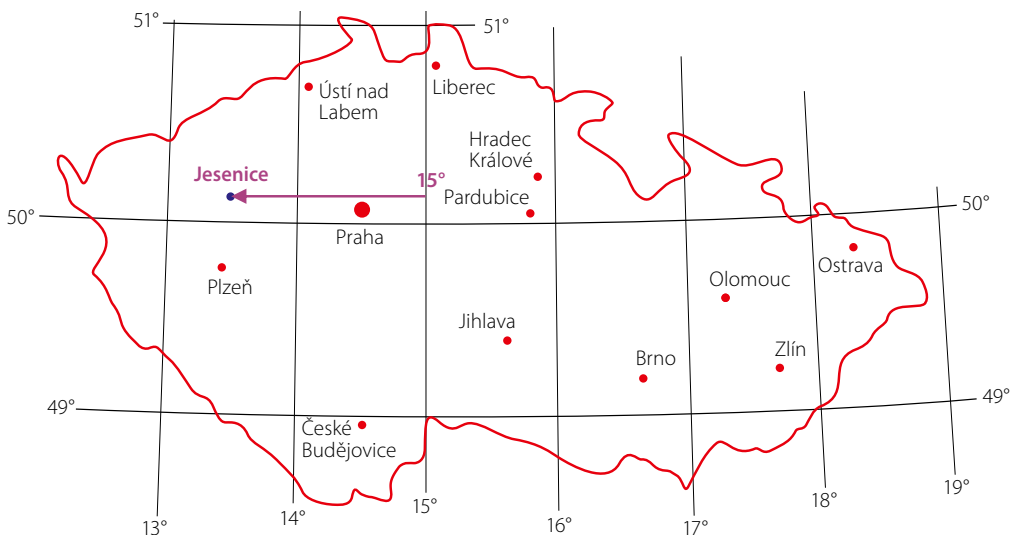 51°
51°
Ústí nad
Labem
Liberec
Hradec
Králové
Jesenice
15°
Pardubice
50°
50°
Praha
Plzeň
Olomouc
Ostrava
Jihlava
Brno
Zlín
49°
49°
České
Budějovice
13°
14°
15°
16°
17°
18°
19°